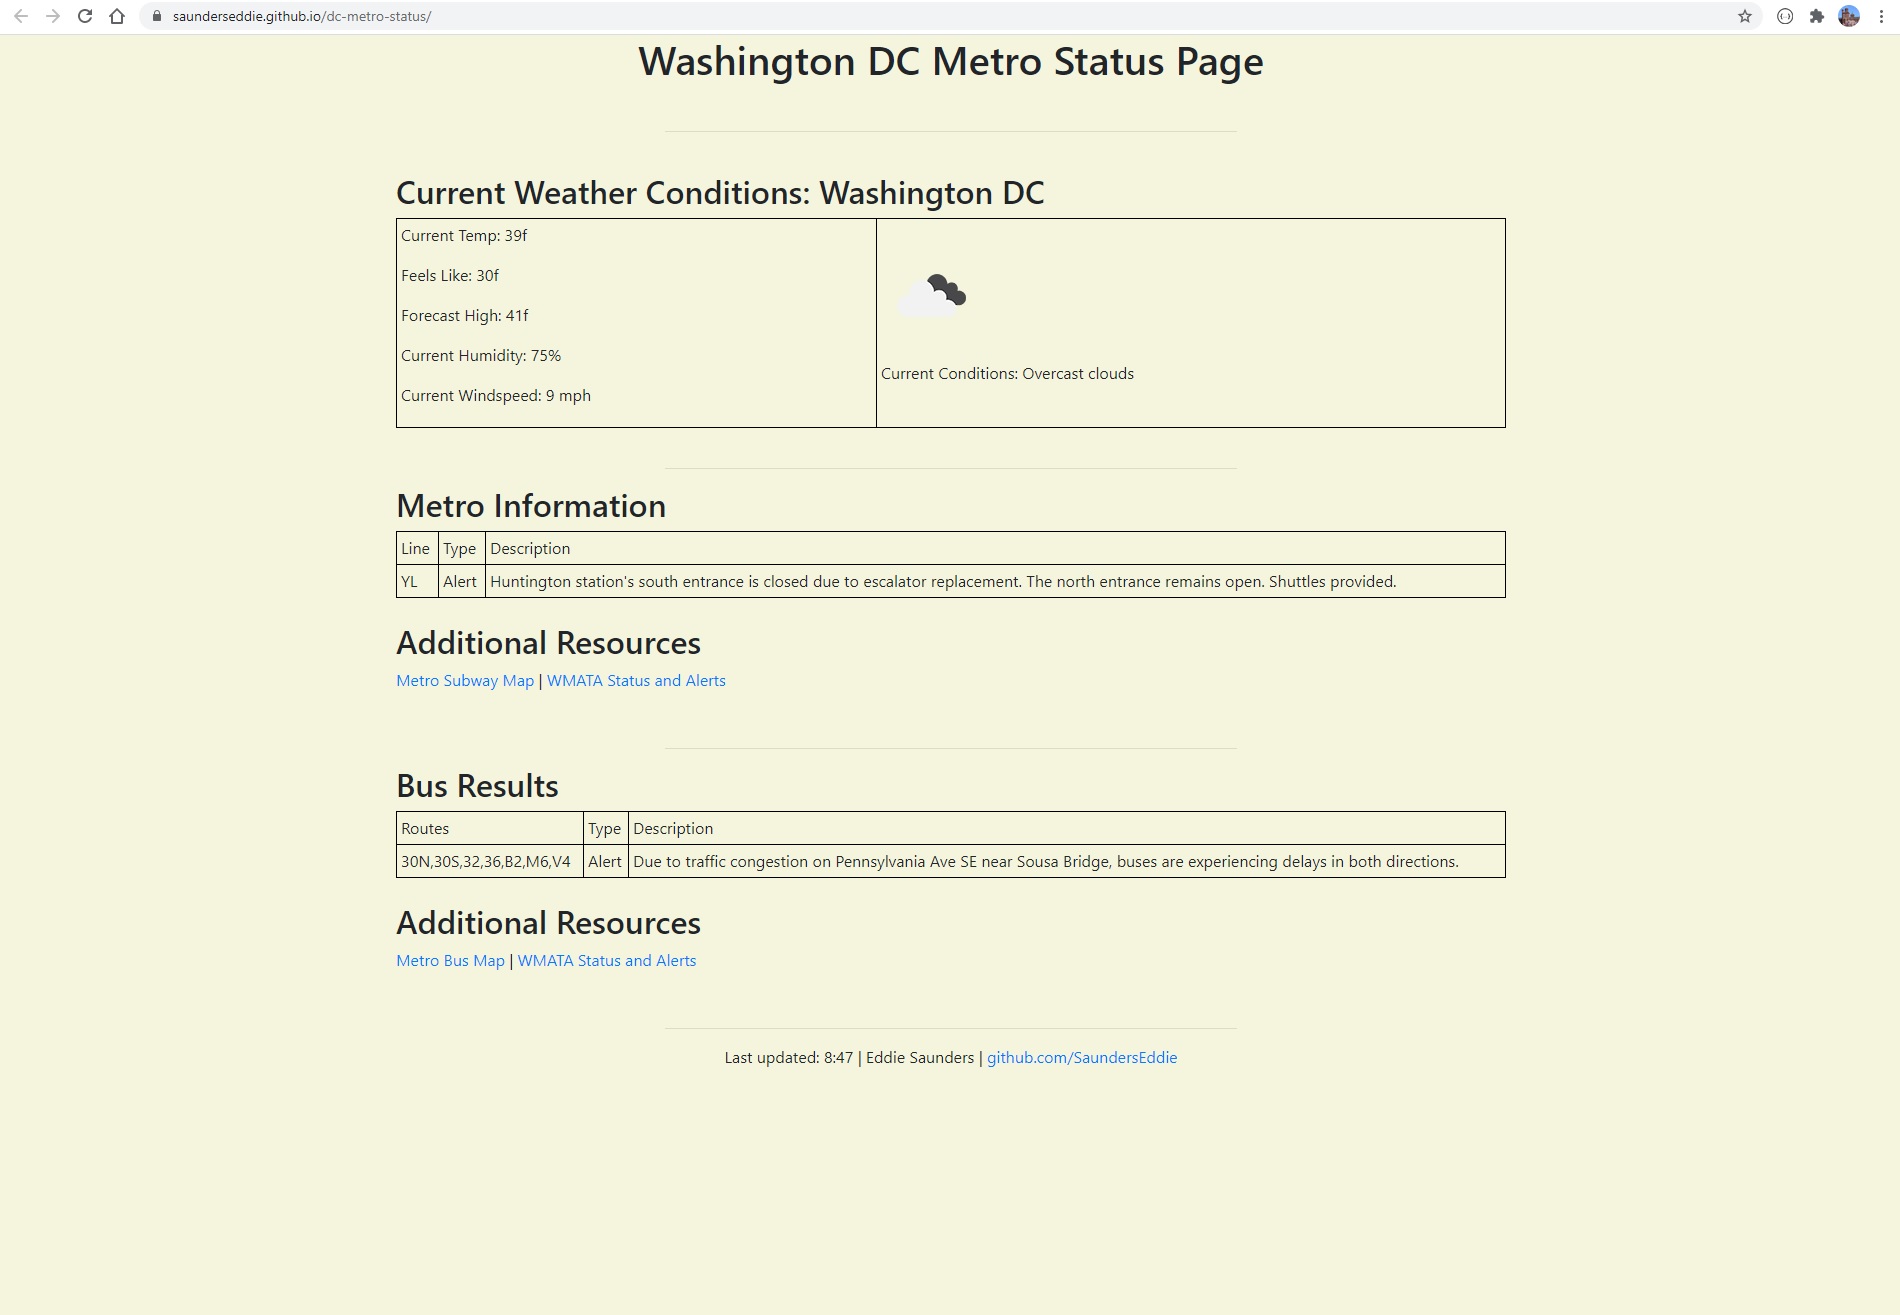 saunderseddie.github.io/dc-metro-status/
Washington DC Metro Status Page
Current Weather Conditions: Washington DC
Current Temp: 39f
Feels Like: 30f
Forecast High: 41f
Current Humidity: 75%
Current Windspeed: 9 mph
Current Conditions: Overcast clouds
Metro Information
Line Type Description
YL Alert Huntington station's south entrance is closed due to escalator replacement. The north entrance remains open. Shuttles provided.
Additional Resources
Metro Subway Map | WMATA Status and Alerts
Bus Results
Routes Type Description
30N,30S,32,36,B2,M6,V4 Alert Due to traffic congestion on Pennsylvania Ave SE near Sousa Bridge, buses are experiencing delays in both directions.
Additional Resources
Metro Bus Map | WMATA Status and Alerts
Last updated: 8:47 | Eddie Saunders | github.com/SaundersEddie